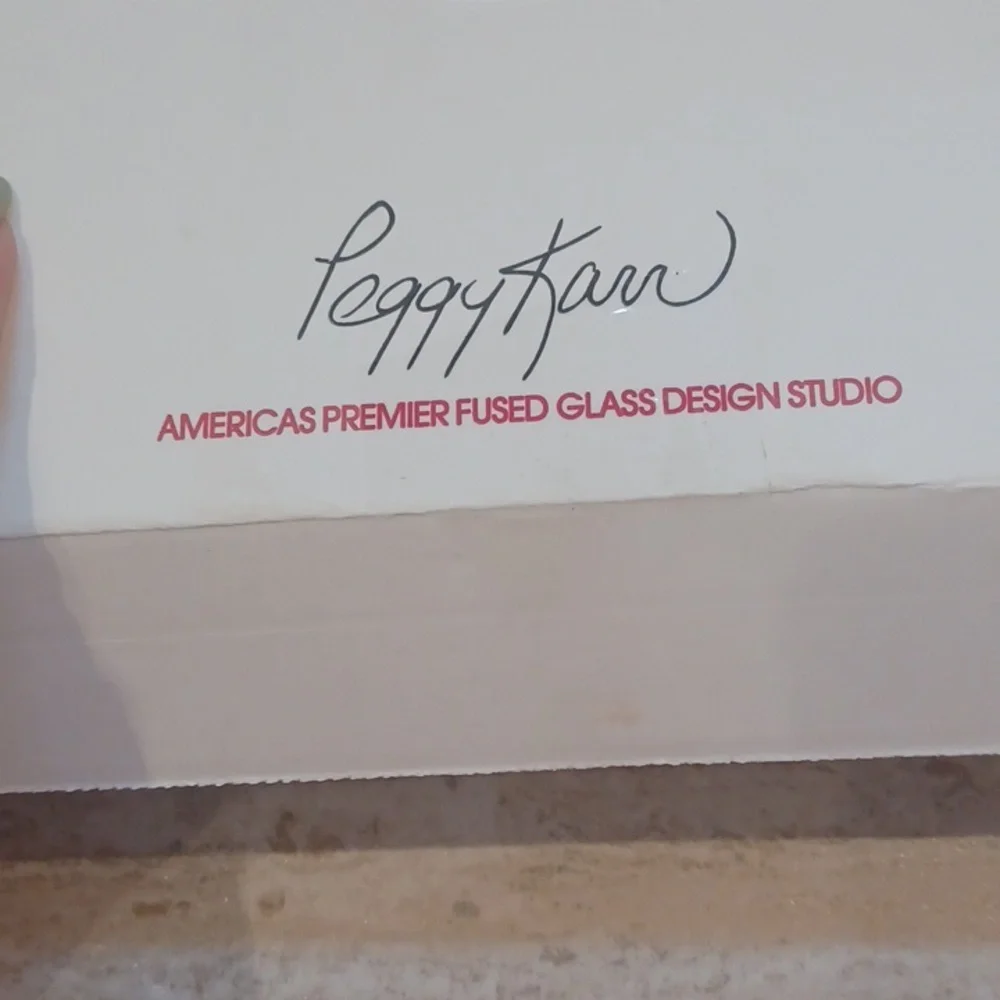 Peggy Karr
AMERICAS PREMIER FUSED GLASS DESIGN STUDIO